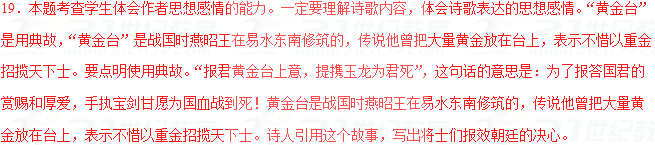 19．本题考查学生体会作者思想感情的能力。一定要理解诗歌内容，体会诗歌表达的思想感情。“黄金台”
是用典故，“黄金台”是战国时燕昭王在易水东南修筑的，传说他曾把大量黄金放在台上，表示不惜以重金
招揽天下士。要点明使用典故。“报君黄金台上意，提携玉龙为君死”，这句话的意思是：为了报答国君的
赏赐和厚爱，手执宝剑甘愿为国血战到死！黄金台是战国时燕昭王在易水东南修筑的，传说他曾把大量黄
金放在台上，表示不惜以重金招揽天下士。诗人引用这个故事，写出将士们报效朝廷的决心。